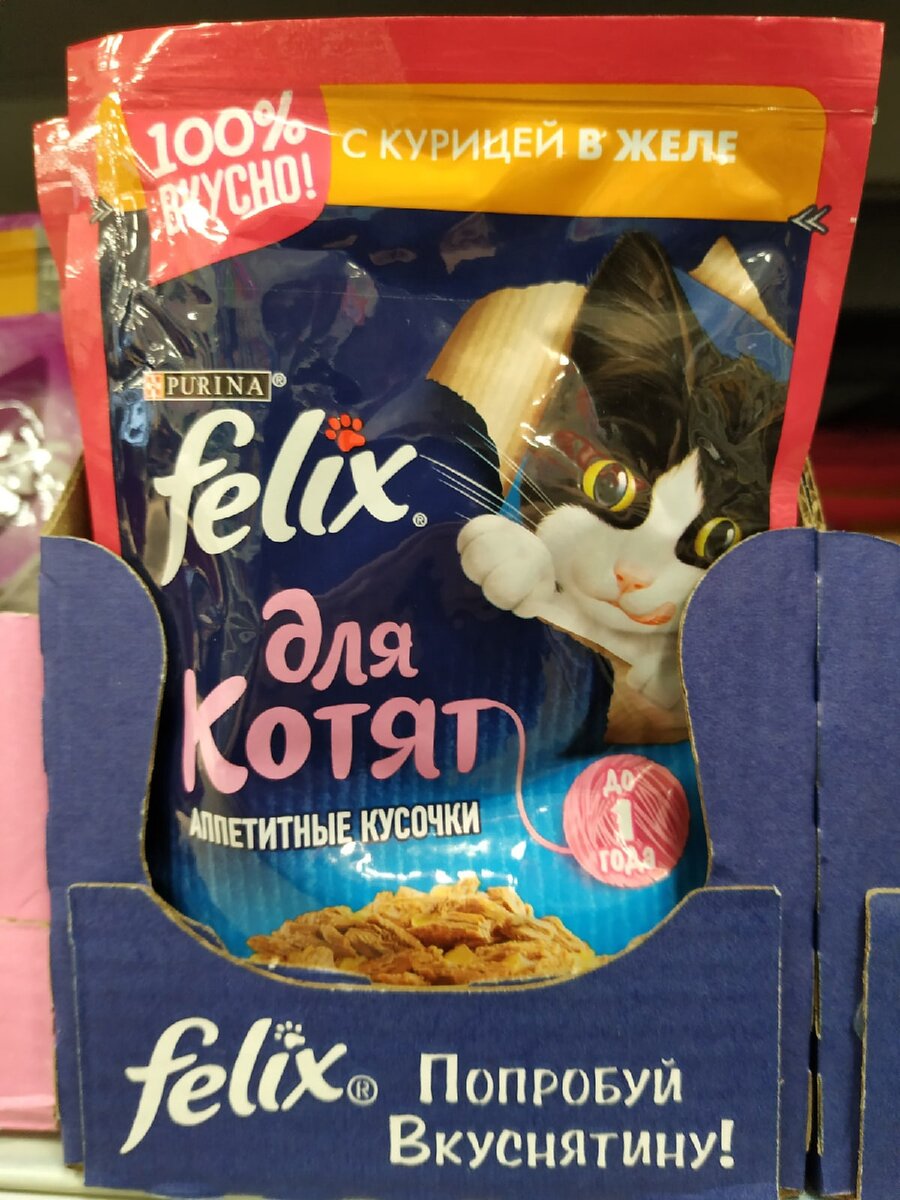 100%
ВКУСНО!
С КУРИЦЕЙ В ЖЕЛЕ
PURINA®
felix®
для
Котят
АППЕТИТНЫЕ КУСОЧКИ
ДО
1
ГОДА
felix®
Попробуй
Вкуснятину!